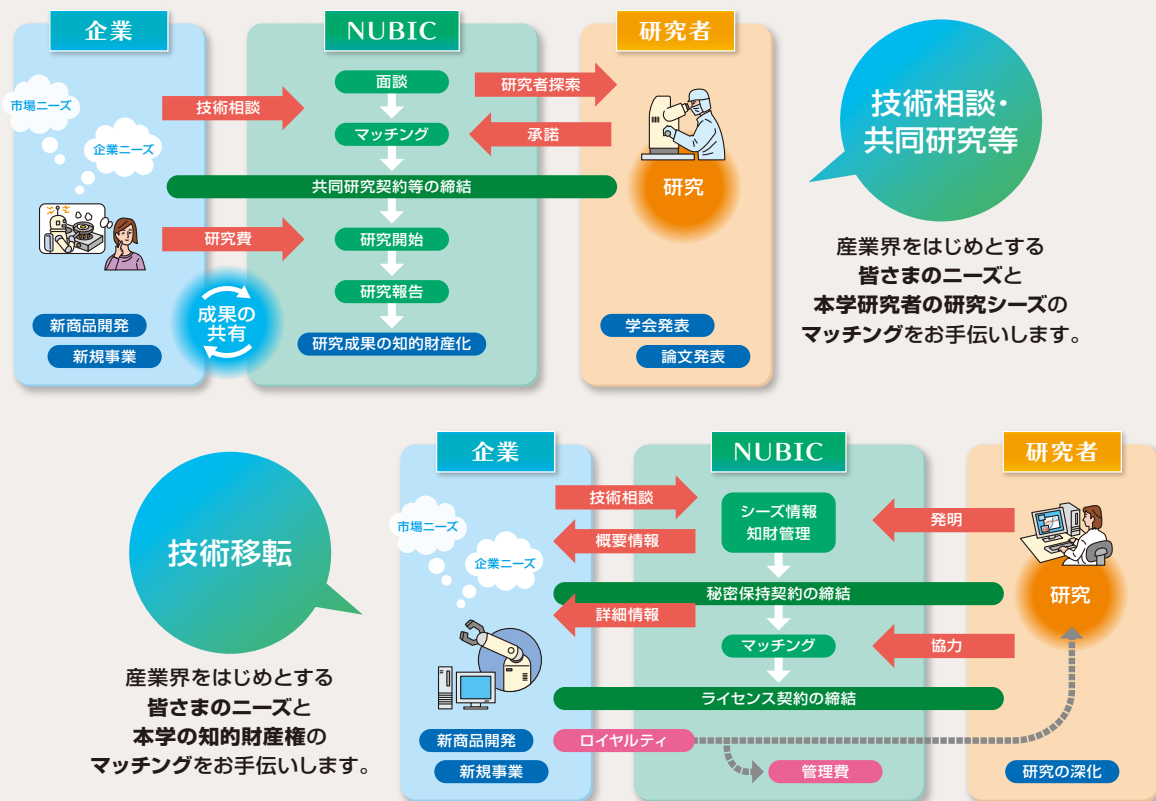 企業
NUBIC
研究者
市場ニーズ
企業ニーズ
技術相談
面談
研究者探索
マッチング
承諾
共同研究契約等の締結
研究
研究費
研究開始
研究報告
成果の
共有
新商品開発
新規事業
研究成果の知的財産化
学会発表
論文発表
技術相談・
共同研究等
産業界をはじめとする
皆さまのニーズと
本学研究者の研究シーズの
マッチングをお手伝いします。
技術移転
産業界をはじめとする
皆さまのニーズと
本学の知的財産権の
マッチングをお手伝いします。
企業
NUBIC
研究者
市場ニーズ
企業ニーズ
技術相談
シーズ情報
知財管理
発明
概要情報
秘密保持契約の締結
研究
詳細情報
マッチング
協力
ライセンス契約の締結
新商品開発
ロイヤルティ
新規事業
管理費
研究の深化